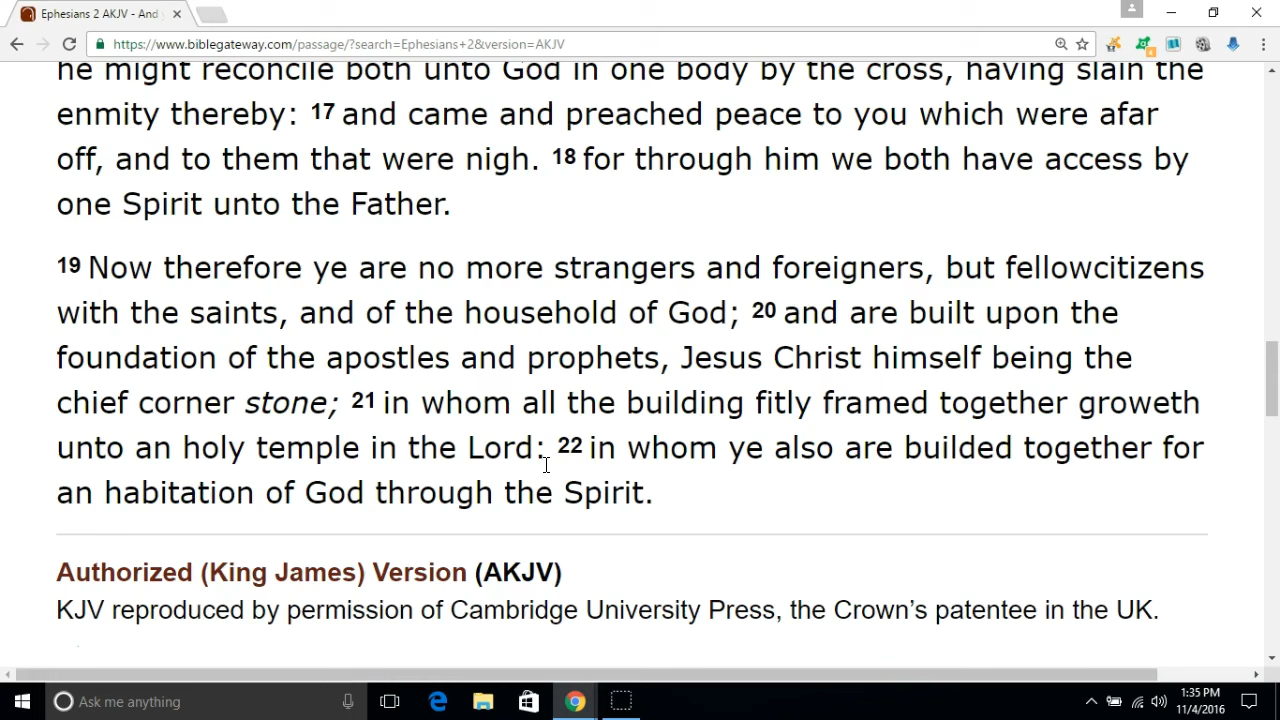 Ephesians 2 AKJV - And
https://www.biblegateway.com/passage/?search=Ephesians+2&version=AKJV
he might reconcile both unto God in one body by the cross, having slain the
enmity thereby: 17 and came and preached peace to you which were afar
off, and to them that were nigh. 18 for through him we both have access by
one Spirit unto the Father.
19 Now therefore ye are no more strangers and foreigners, but fellowcitizens
with the saints, and of the household of God; 20 and are built upon the
foundation of the apostles and prophets, Jesus Christ himself being the
chief corner stone; 21 in whom all the building fitly framed together groweth
unto an holy temple in the Lord: 22 in whom ye also are builded together for
an habitation of God through the Spirit.
Authorized (King James) Version (AKJV)
KJV reproduced by permission of Cambridge University Press, the Crown’s patentee in the UK.
Ask me anything
1:35 PM
11/4/2016